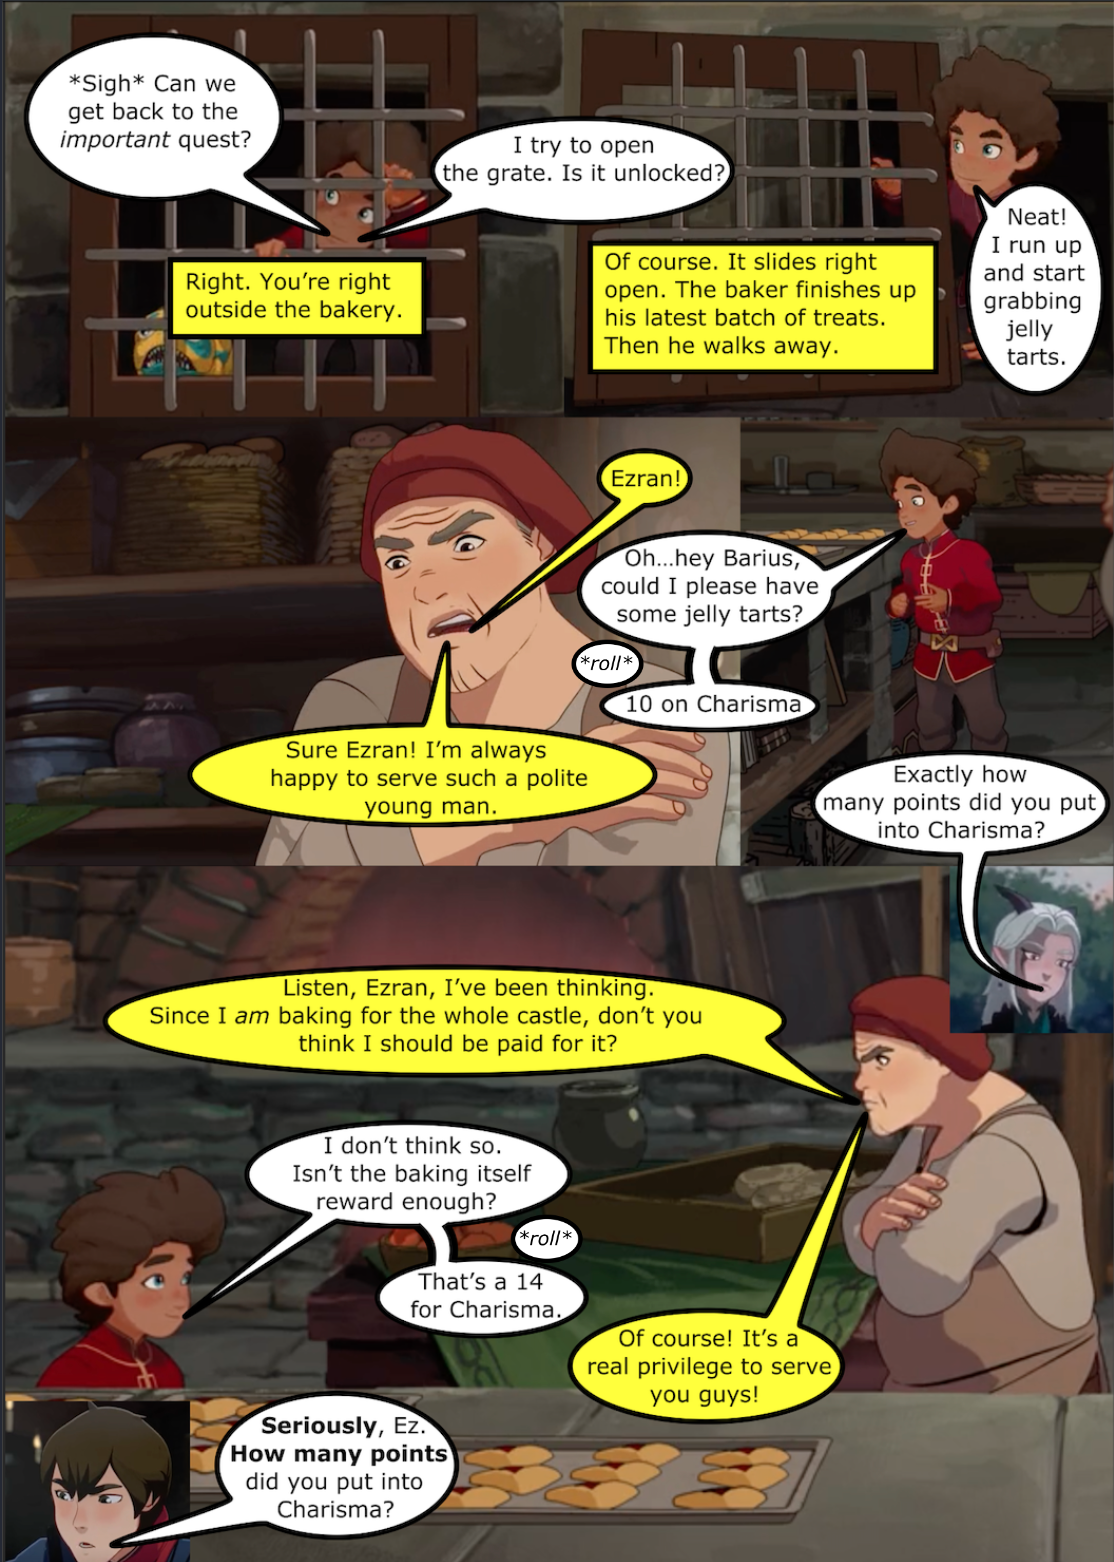 *Sigh* Can we
get back to the
important quest?
I try to open
the grate. Is it unlocked?
Right. You're right
outside the bakery.
Of course. It slides right
open. The baker finishes up
his latest batch of treats.
Then he walks away.
Neat!
I run up
and start
grabbing
jelly
tarts.
Ezran!
Oh…hey Barius,
could I please have
some jelly tarts?
*roll*
10 on Charisma
Sure Ezran! I'm always
happy to serve such a polite
young man.
Exactly how
many points did you put
into Charisma?
Listen, Ezran, I've been thinking.
Since I am baking for the whole castle, don't you
think I should be paid for it?
I don't think so.
Isn't the baking itself
reward enough?
*roll*
That's a 14
for Charisma.
Of course! It's a
real privilege to serve
you guys!
Seriously, Ez.
How many points
did you put into
Charisma?